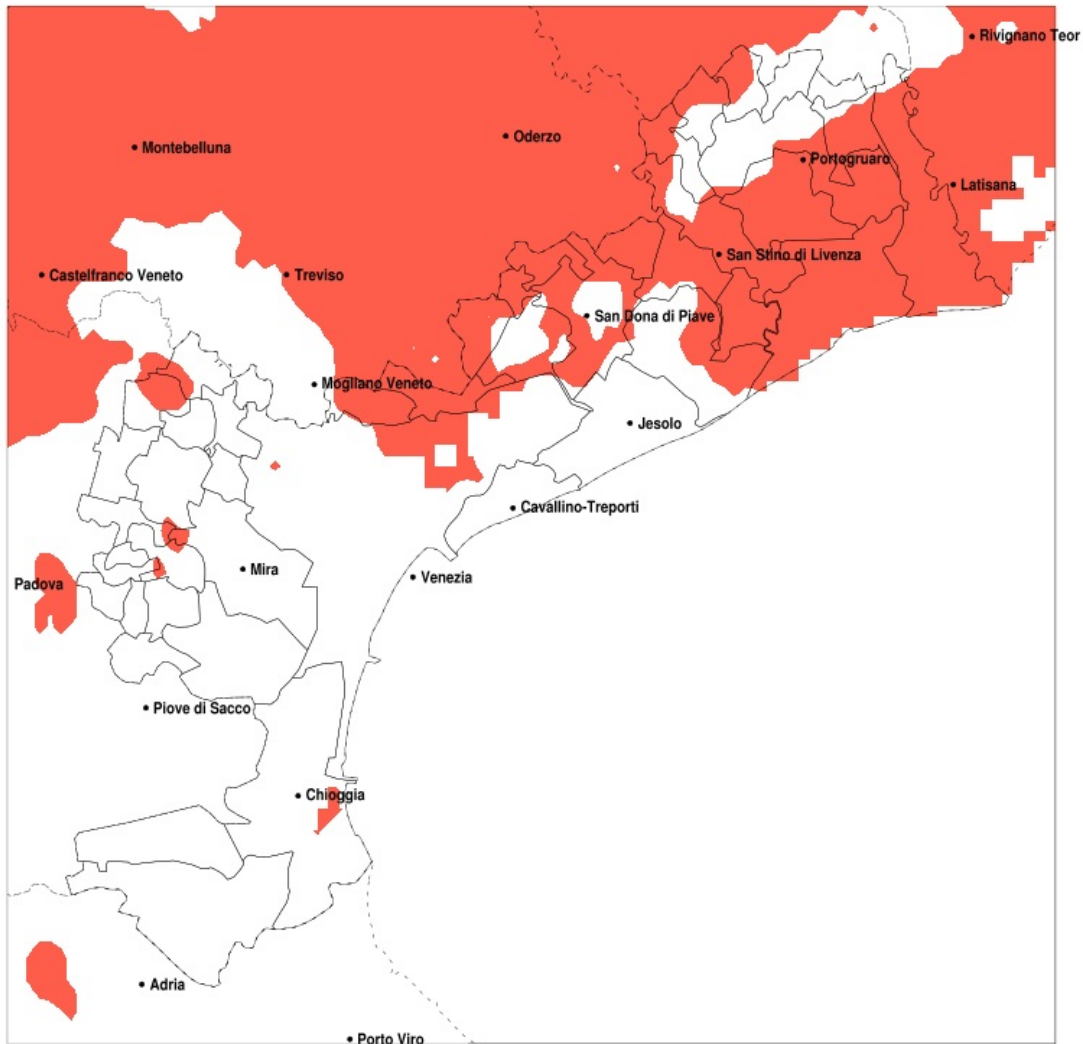 Rivignano Teor
Oderzo
Montebelluna
Portogruaro
Latisana
San Stino di Livenza
Castelfranco Veneto
Treviso
San Dona di Piave
Mogliano Veneto
Jesolo
Cavallino-Treporti
Mira
Venezia
Padova
Piove di Sacco
Chioggia
Adria
Porto Viro